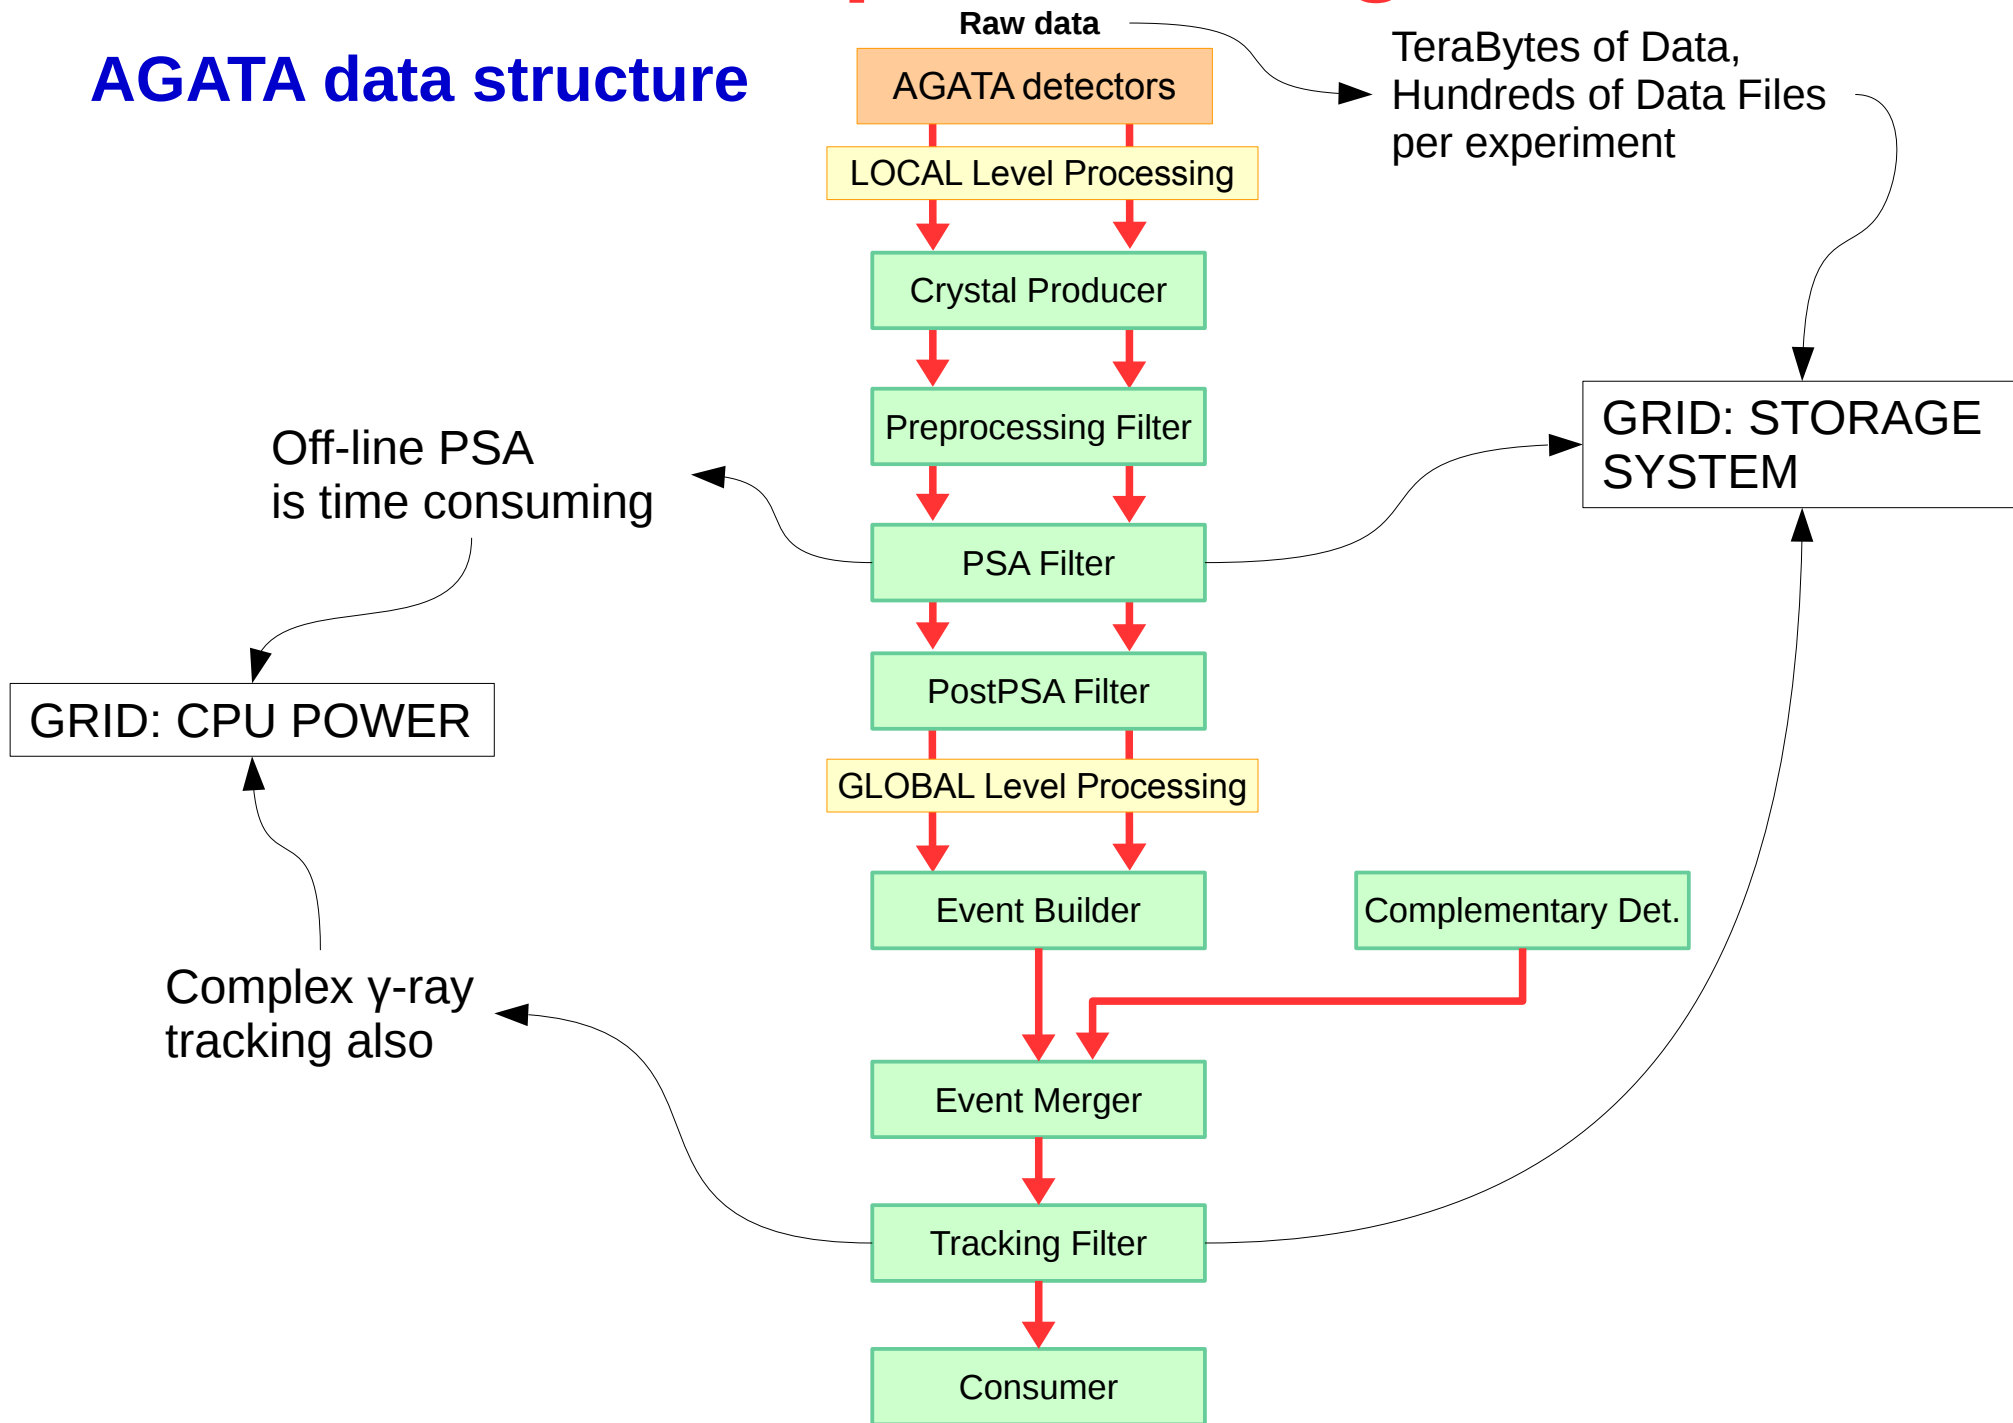 Raw data
AGATA data structure
AGATA detectors
TeraBytes of Data,
Hundreds of Data Files
per experiment
LOCAL Level Processing
Crystal Producer
Preprocessing Filter
GRID: STORAGE
SYSTEM
Off-line PSA
is time consuming
PSA Filter
PostPSA Filter
GRID: CPU POWER
GLOBAL Level Processing
Event Builder
Complementary Det.
Complex γ-ray
tracking also
Event Merger
Tracking Filter
Consumer